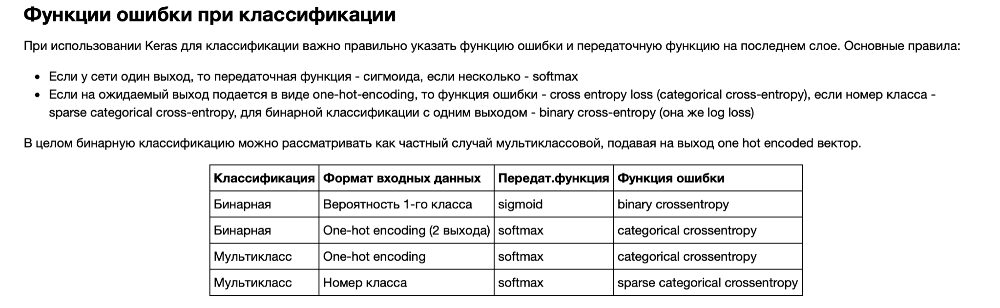 Функции ошибки при классификации
При использовании Keras для классификации важно правильно указать функцию ошибки и передаточную функцию на последнем слое. Основные правила:
• Если у сети один выход, то передаточная функция - сигмоида, если несколько - softmax
• Если на ожидаемый выход подается в виде one-hot-encoding, то функция ошибки - cross entropy loss (categorical cross-entropy), если номер класса -
sparse categorical cross-entropy, для бинарной классификации с одним выходом - binary cross-entropy (она же log loss)
В целом бинарную классификацию можно рассматривать как частный случай мультиклассовой, подавая на выход one hot encoded вектор.
Классификация Формат входных данных Передат.функция Функция ошибки
Бинарная Вероятность 1-го класса sigmoid binary crossentropy
Бинарная One-hot encoding (2 выхода) softmax categorical crossentropy
Мультикласс One-hot encoding softmax categorical crossentropy
Мультикласс Номер класса softmax sparse categorical crossentropy